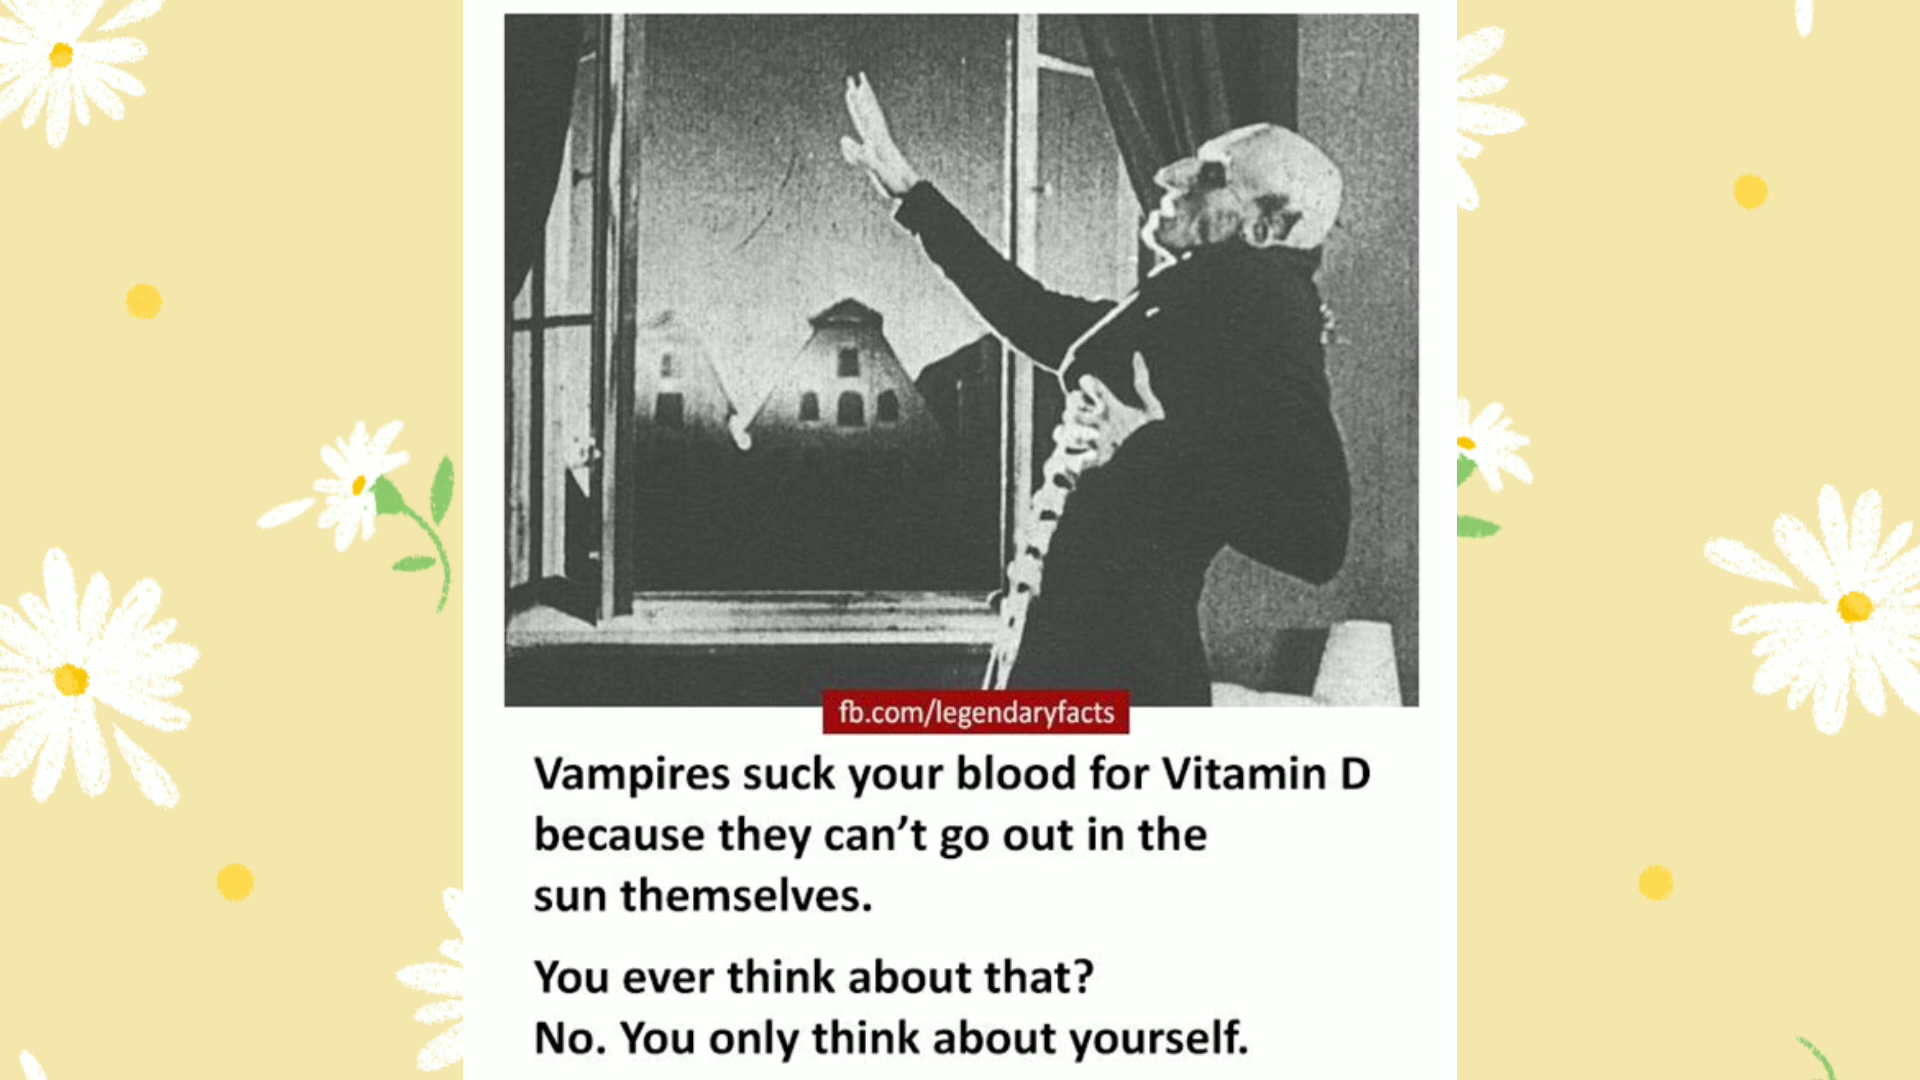 fb.com/legendaryfacts
Vampires suck your blood for Vitamin D
because they can’t go out in the
sun themselves.
You ever think about that?
No. You only think about yourself.